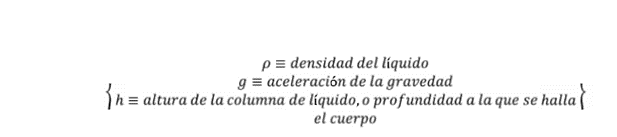 ρ ≡ densidad del líquido
g ≡ aceleración de la gravedad
}h ≡ altura de la columna de líquido, o profundidad a la que se halla{
el cuerpo